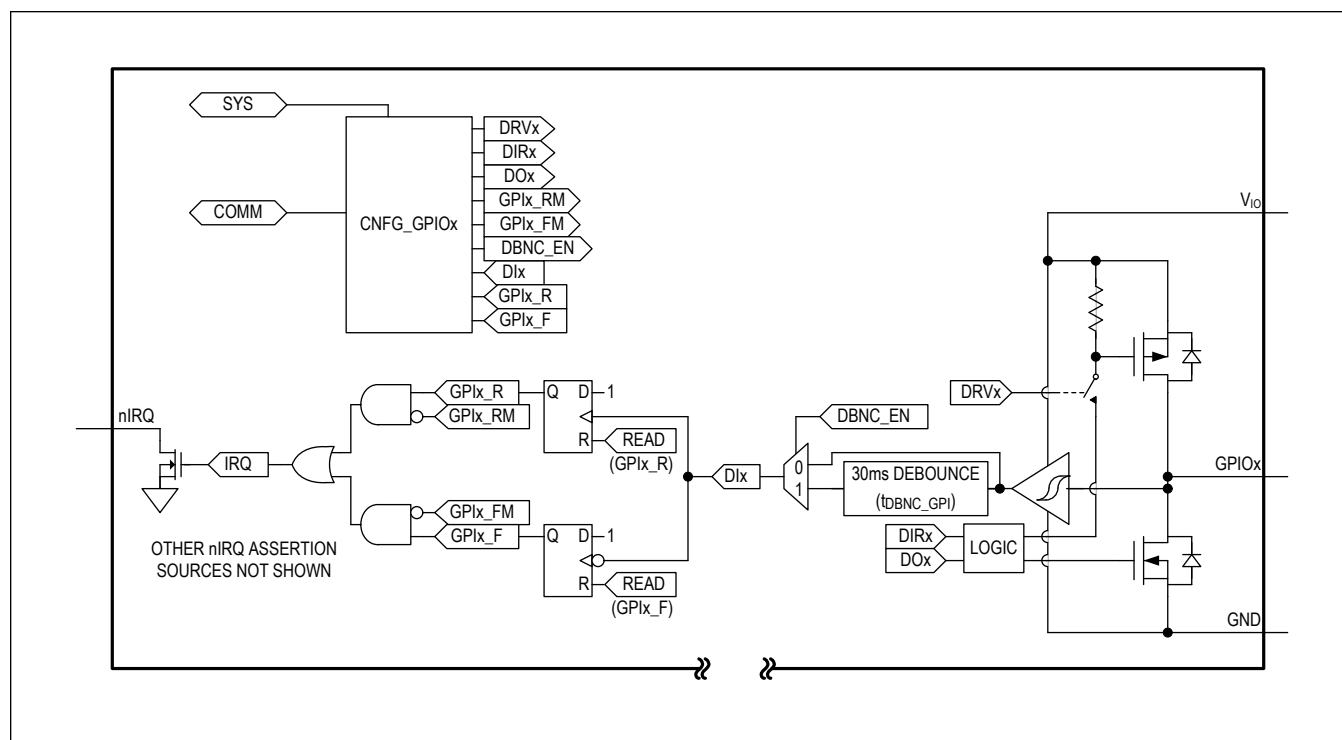 SYS
COMM
CNFG_GPIOx
DRVx
DIRx
DOx
GPIx_RM
GPIx_FM
DBNC_EN
DIx
GPIx_R
GPIx_F
VIO
nIRQ
IRQ
GPIx_R
GPIx_RM
Q D 1
R
READ
(GPIx_R)
GPIx_FM
GPIx_F
Q D 1
R
READ
(GPIx_F)
OTHER nIRQ ASSERTION
SOURCES NOT SHOWN
DIx
DBNC_EN
0
1
30ms DEBOUNCE
(tDBNC_GPI)
DRVx
DIRx
DOx
LOGIC
GPIOx
GND